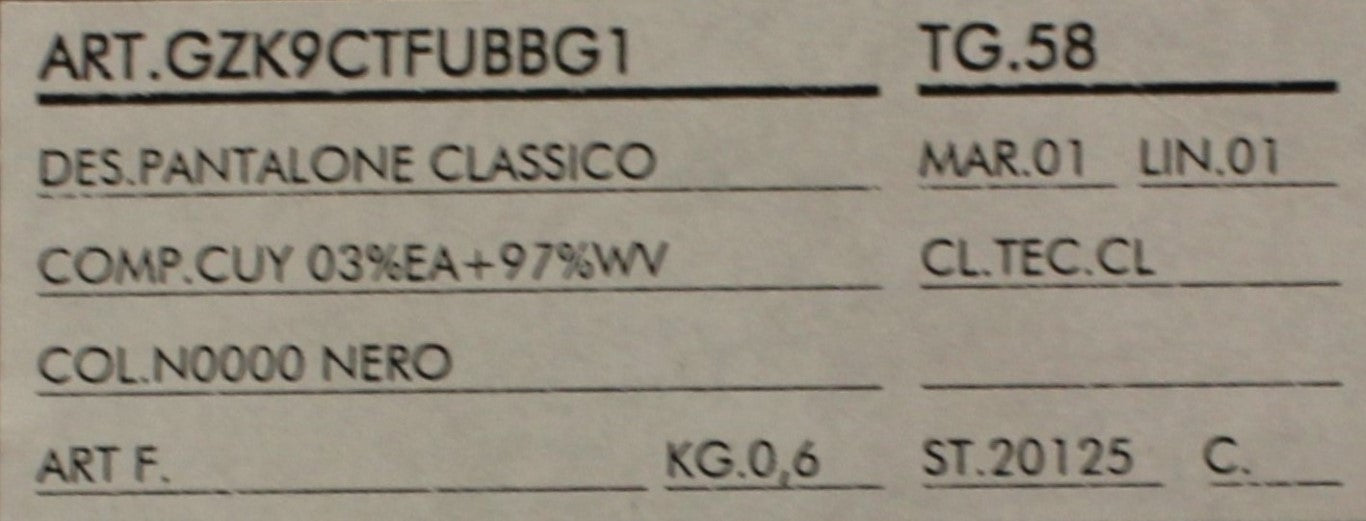 ART.GZK9CTFUBBG1 TG.58
DES.PANTALONE CLASSICO MAR.01 LIN.01
COMP.CUY 03%EA+97%WV CL.TEC.CL
COL.N0000 NERO
ART F. KG.0,6 ST.20125 C.